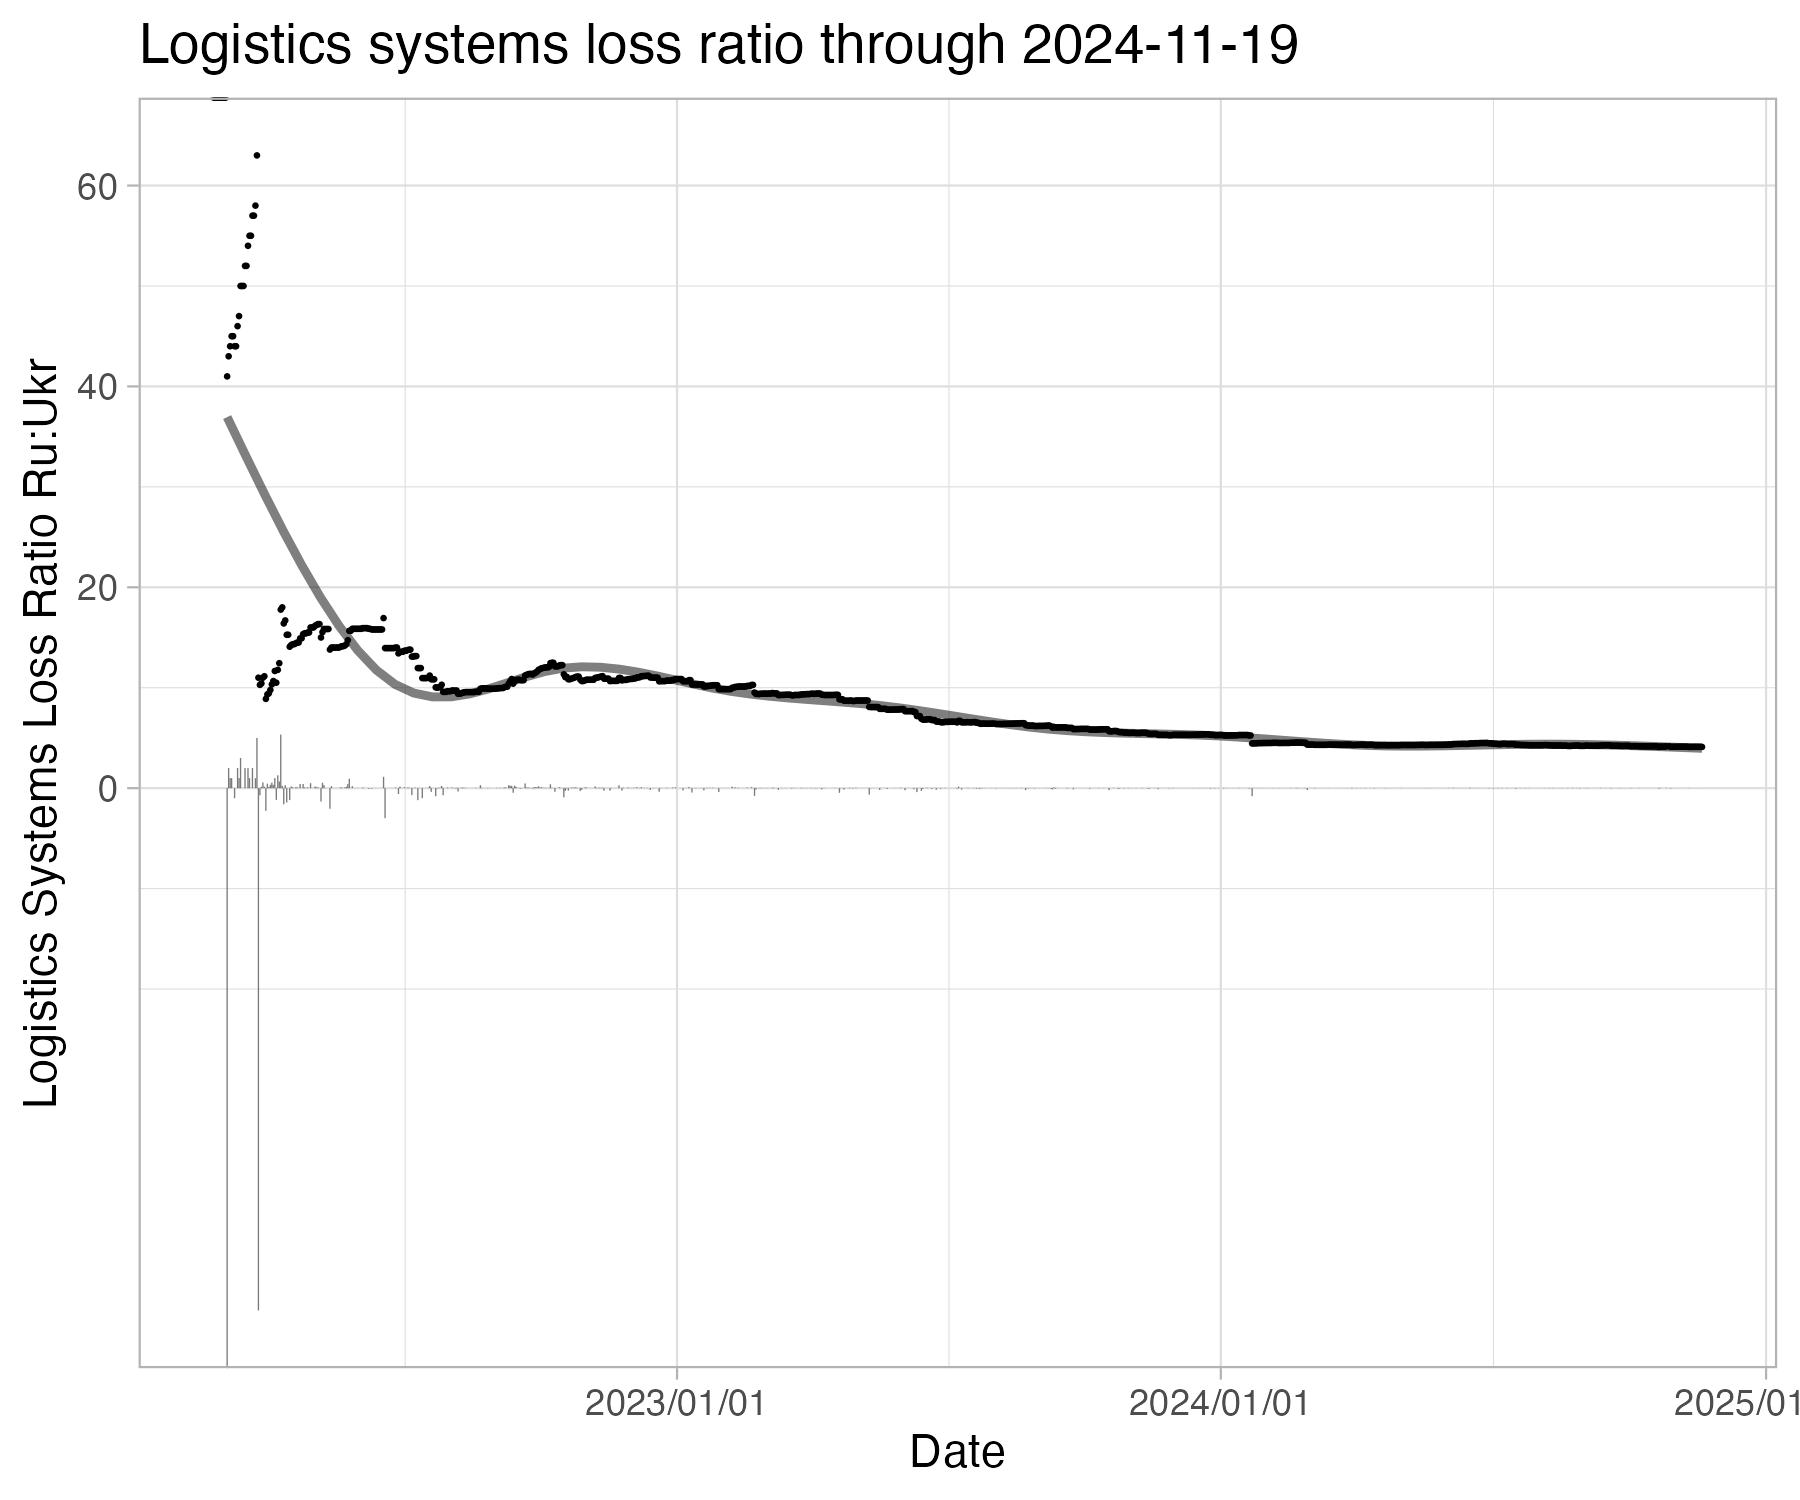 Logistics systems loss ratio through 2024-11-19
Logistics Systems Loss Ratio Ru:Ukr
60
40
20
0
2023/01/01
2024/01/01
2025/01
Date